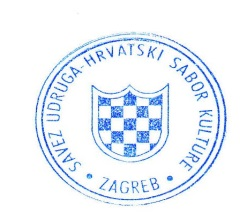 SAVEZ UDRUGA-HRVATSKI SABOR KULTURE
• ZAGREB •